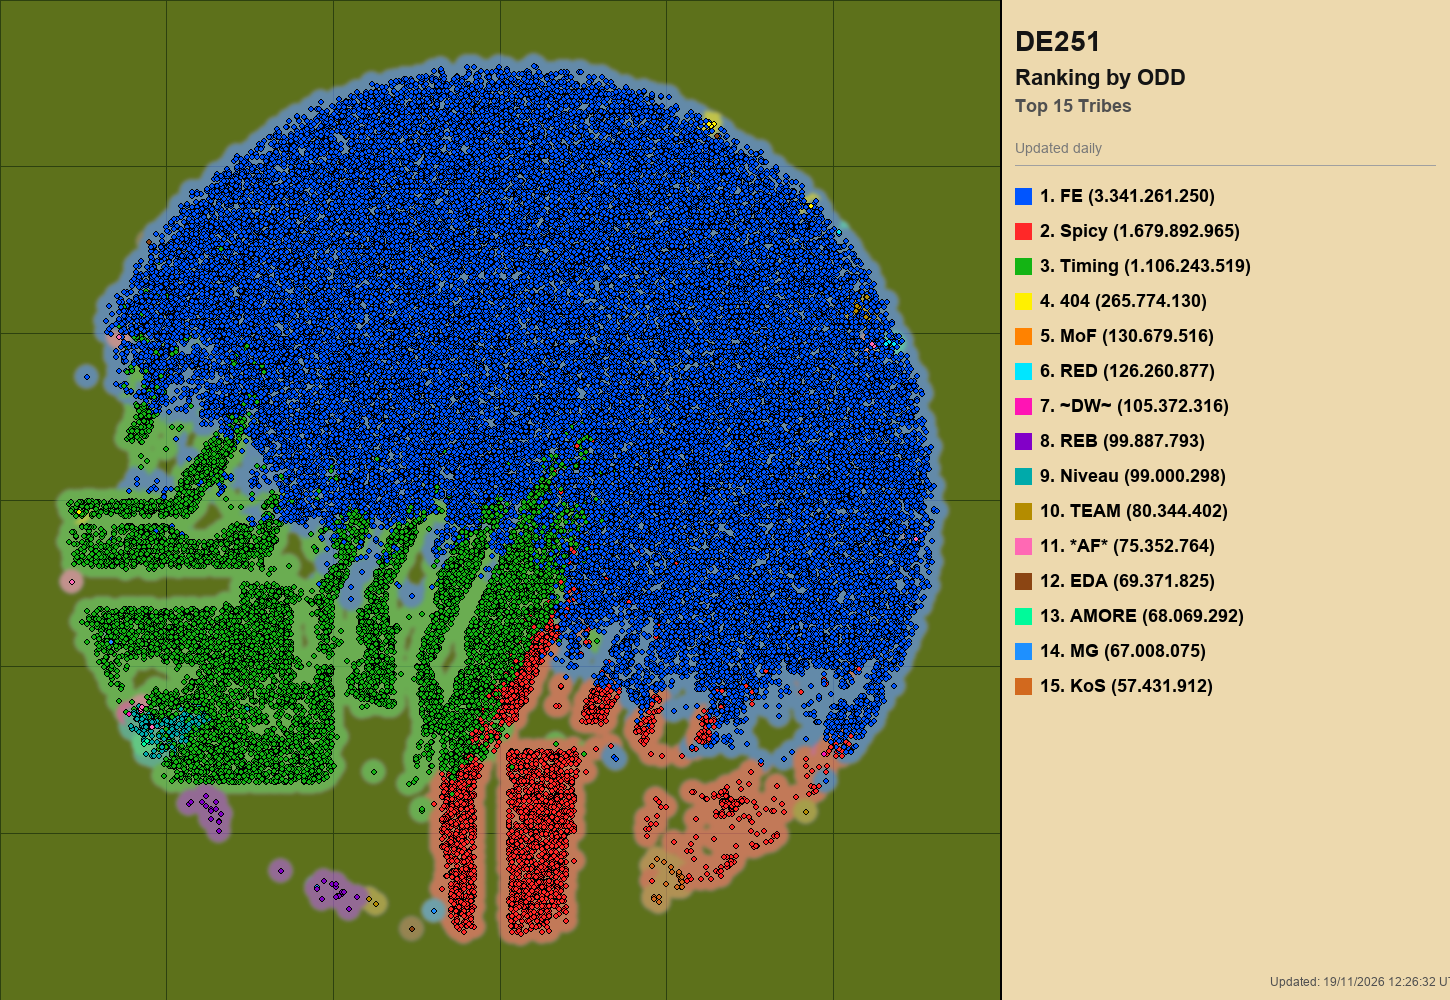 DE251
Ranking by ODD
Top 15 Tribes
Updated daily
1. FE (3.341.261.250)
2. Spicy (1.679.892.965)
3. Timing (1.106.243.519)
4. 404 (265.774.130)
5. MoF (130.679.516)
6. RED (126.260.877)
7. ~DW~ (105.372.316)
8. REB (99.887.793)
9. Niveau (99.000.298)
10. TEAM (80.344.402)
11. *AF* (75.352.764)
12. EDA (69.371.825)
13. AMORE (68.069.292)
14. MG (67.008.075)
15. KoS (57.431.912)
Updated: 19/11/2026 12:26:32 U